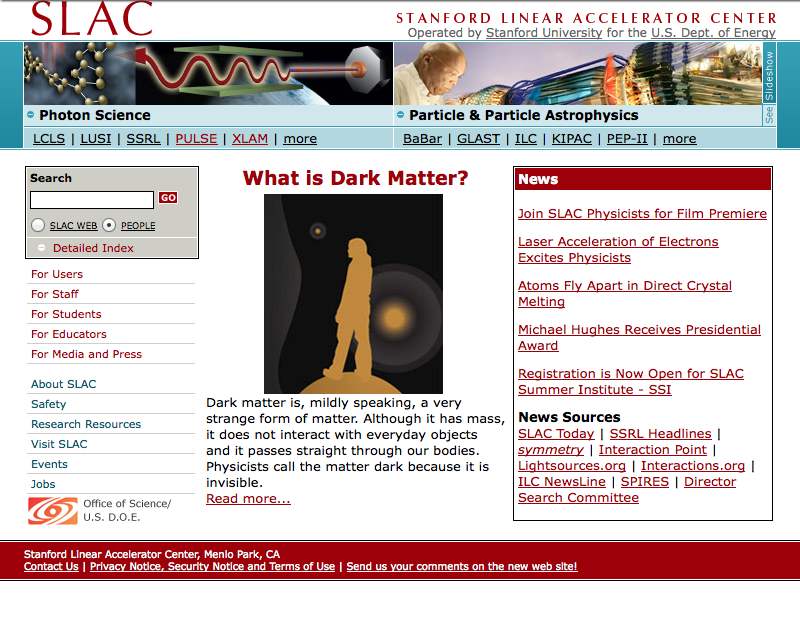 SLAC
STANFORD LINEAR ACCELERATOR CENTER
Operated by Stanford University for the U.S. Dept. of Energy
See Slideshow
Photon Science
LCLS | LUSI | SSRL | PULSE | XLAM | more
Particle & Particle Astrophysics
BaBar | GLAST | ILC | KIPAC | PEP-II | more
Search
GO
SLAC WEB PEOPLE
Detailed Index
For Users
For Staff
For Students
For Educators
For Media and Press
About SLAC
Safety
Research Resources
Visit SLAC
Events
Jobs
Office of Science/
U.S. D.O.E.
What is Dark Matter?
Dark matter is, mildly speaking, a very
strange form of matter. Although it has mass,
it does not interact with everyday objects
and it passes straight through our bodies.
Physicists call the matter dark because it is
invisible.
Read more...
News
Join SLAC Physicists for Film Premiere
Laser Acceleration of Electrons
Excites Physicists
Atoms Fly Apart in Direct Crystal
Melting
Michael Hughes Receives Presidential
Award
Registration is Now Open for SLAC
Summer Institute - SSI
News Sources
SLAC Today | SSRL Headlines |
symmetry | Interaction Point |
Lightsources.org | Interactions.org |
ILC NewsLine | SPIRES | Director
Search Committee
Stanford Linear Accelerator Center, Menlo Park, CA
Contact Us | Privacy Notice, Security Notice and Terms of Use | Send us your comments on the new web site!